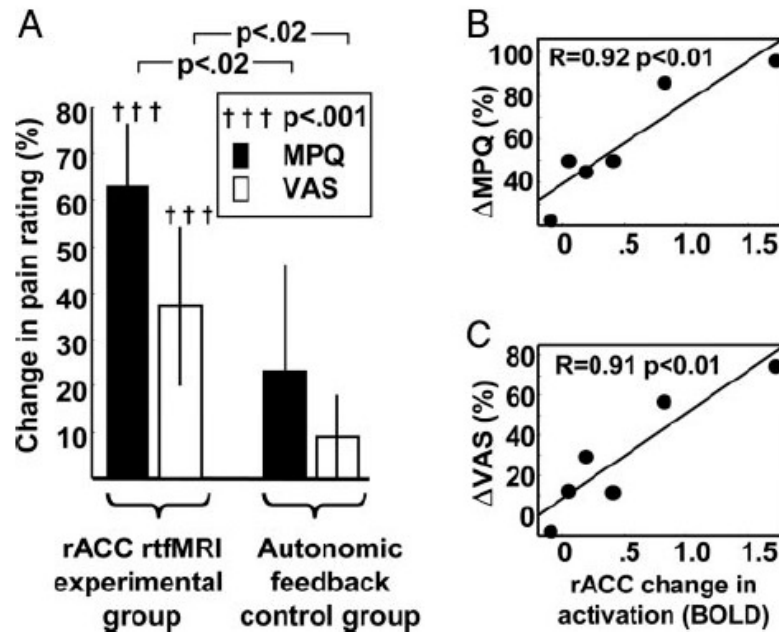 A
p<.02
p<.02
Change in pain rating (%)
80
70
60
50
40
30
20
10
†††
†††
††† p<.001
MPQ
VAS
rACC rtfMRI
experimental
group
Autonomic
feedback
control group
B
R=0.92 p<0.01
ΔMPQ (%)
100
80
60
40
0 .5 1.0 1.5
C
R=0.91 p<0.01
ΔVAS (%)
80
60
40
20
0
0 .5 1.0 1.5
rACC change in
activation (BOLD)